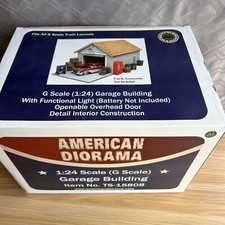 Fits All G Scale Train Layouts
Car & Accessories
Not Included
G Scale (1:24) Garage Building
With Functional Light (Battery Not Included)
Openable Overhead Door
Detail Interior Construction
AMERICAN
DIORAMA
1:24 Scale (G Scale)
Garage Building
Item No. TS-15808